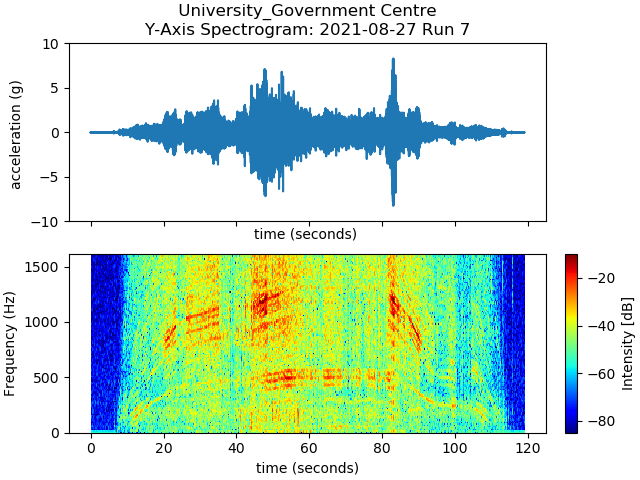 University_Government Centre
Y-Axis Spectrogram: 2021-08-27 Run 7
10
5
0
−5
−10
acceleration (g)
time (seconds)
1500
1000
500
0
Frequency (Hz)
0 20 40 60 80 100 120
time (seconds)
−20
−40
−60
−80
Intensity [dB]